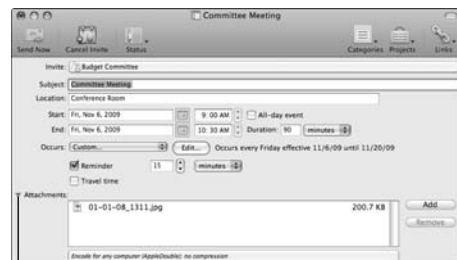 Committee Meeting
Send Now Cancel Invite Status Categories Projects Links
Invite: Budget Committee
Subject: Committee Meeting
Location: Conference Room
Start: Fri, Nov 6, 2009 9:00 AM All-day event
End: Fri, Nov 6, 2009 10:30 AM Duration: 90 minutes
Occurs: Custom... Edit... Occurs every Friday effective 11/6/09 until 11/20/09
Reminder 15 minutes
Travel time
Attachments:
01-01-08_1311.jpg 200.7 KB Add
Remove
Encode for any computer (AppleDouble); no compression